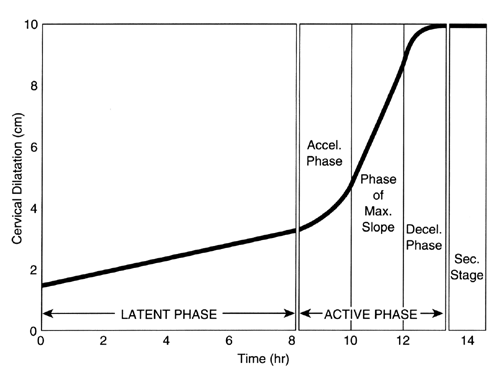 Cervical Dilatation (cm)
10
8
6
4
2
0
Accel.
Phase
Phase
of
Max.
Slope
Decel.
Phase
Sec.
Stage
LATENT PHASE
ACTIVE PHASE
0 2 4 6 8 10 12 14
Time (hr)